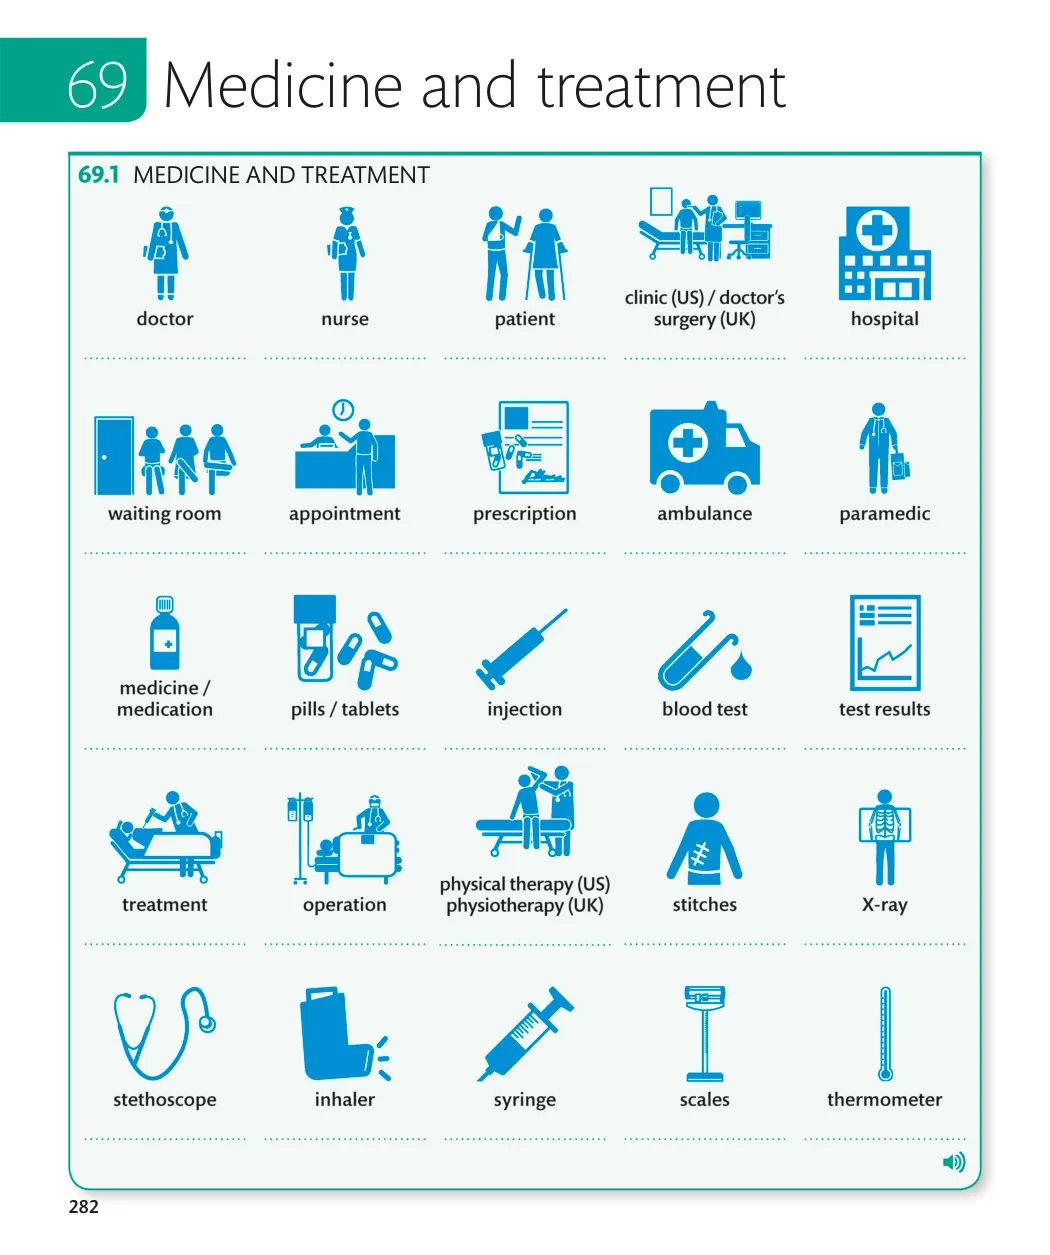 69 Medicine and treatment
69.1 MEDICINE AND TREATMENT
doctor
nurse
patient
clinic (US) / doctor's
surgery (UK)
hospital
waiting room
appointment
prescription
ambulance
paramedic
medicine /
medication
pills / tablets
injection
blood test
test results
treatment
operation
physical therapy (US)
physiotherapy (UK)
stitches
X-ray
stethoscope
inhaler
syringe
scales
thermometer
282